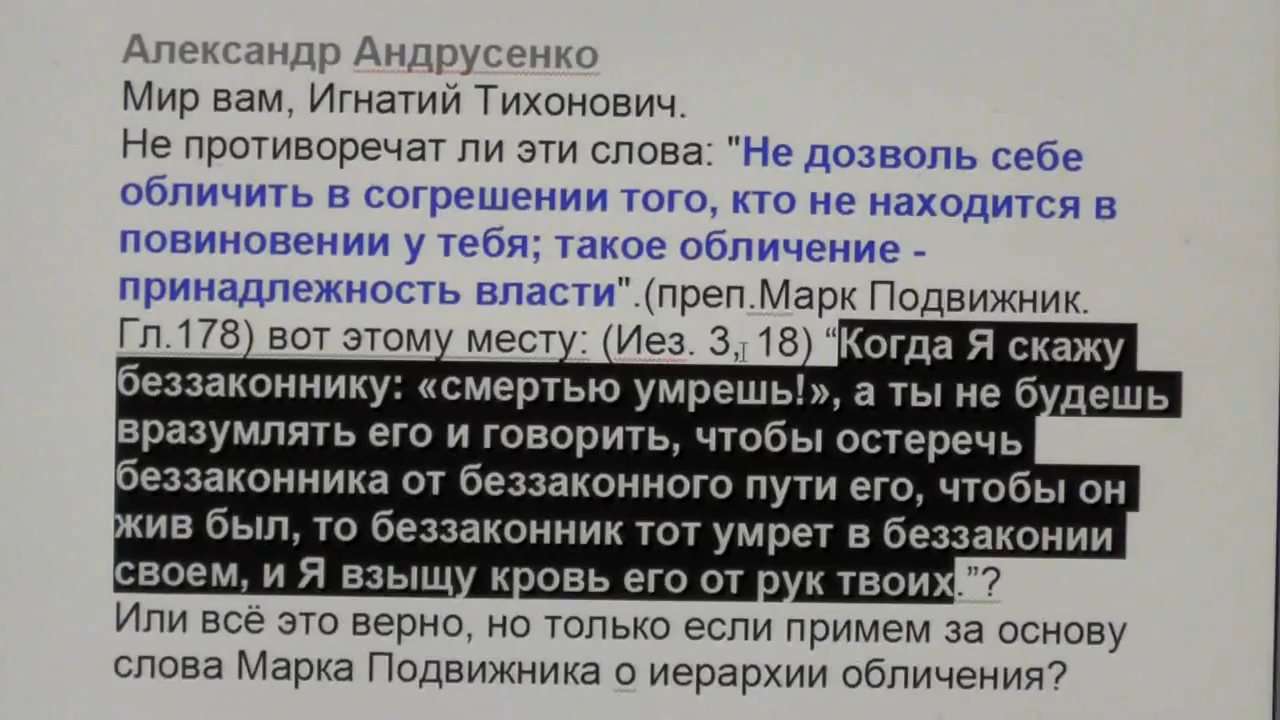 Александр Андрусенко
Мир вам, Игнатий Тихонович.
Не противоречат ли эти слова: "Не дозволь себе
обличить в согрешении того, кто не находится в
повиновении у тебя; такое обличение -
принадлежность власти".(преп.Марк Подвижник.
Гл.178) вот этому месту: (Иез. 3, 18) “Когда Я скажу
беззаконнику: «смертью умрешь!», а ты не будешь
вразумлять его и говорить, чтобы остеречь
беззаконника от беззаконного пути его, чтобы он
жив был, то беззаконник тот умрет в беззаконии
своем, и Я взыщу кровь его от рук твоих.”?
Или всё это верно, но только если примем за основу
слова Марка Подвижника о иерархии обличения?